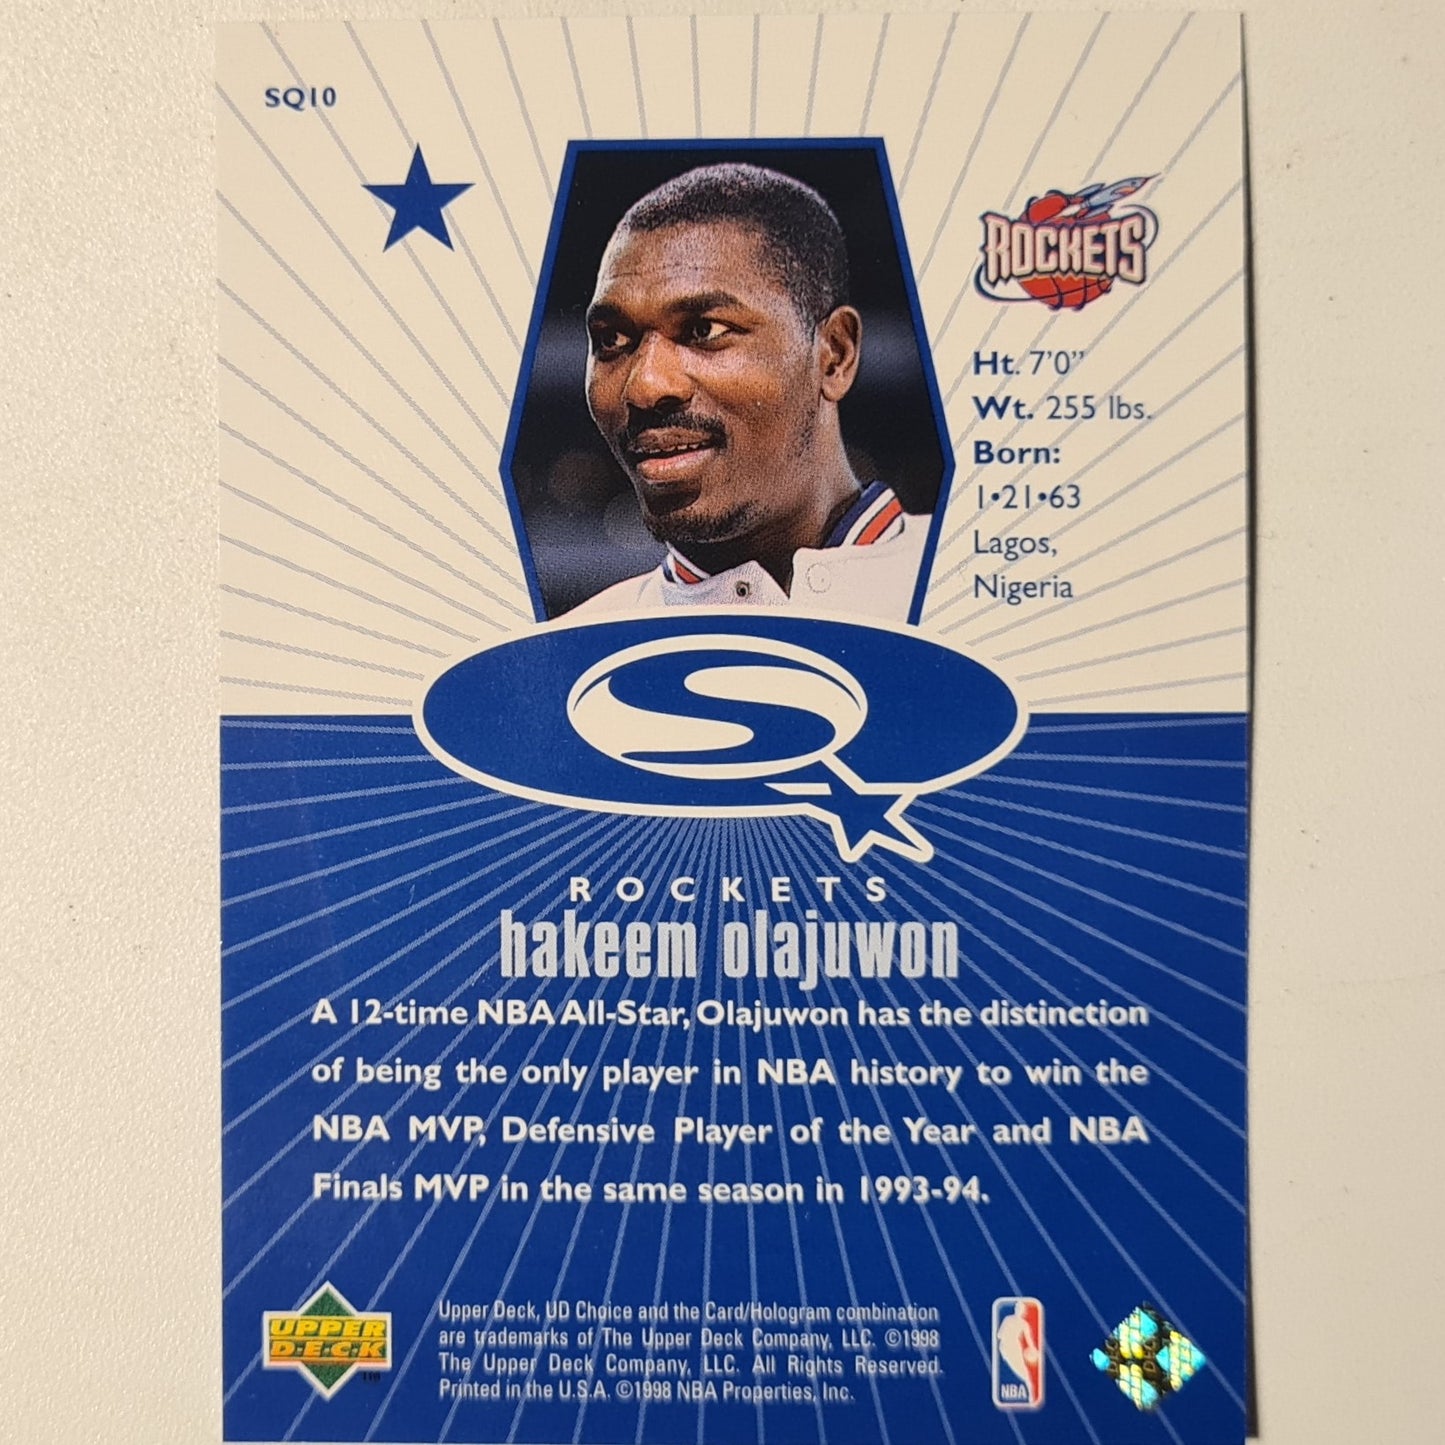 SQ10
ROCKETS
Ht. 7'0"
Wt. 255 lbs.
Born:
1•21•63
Lagos,
Nigeria
S
ROCKETS
hakeem olajuwon
A 12-time NBA All-Star, Olajuwon has the distinction
of being the only player in NBA history to win the
NBA MVP, Defensive Player of the Year and NBA
Finals MVP in the same season in 1993-94.
UPPER
D·E·C·K
Upper Deck, UD Choice and the Card/Hologram combination
are trademarks of The Upper Deck Company, LLC. ©1998
The Upper Deck Company, LLC. All Rights Reserved.
Printed in the U.S.A. ©1998 NBA Properties, Inc.
NBA